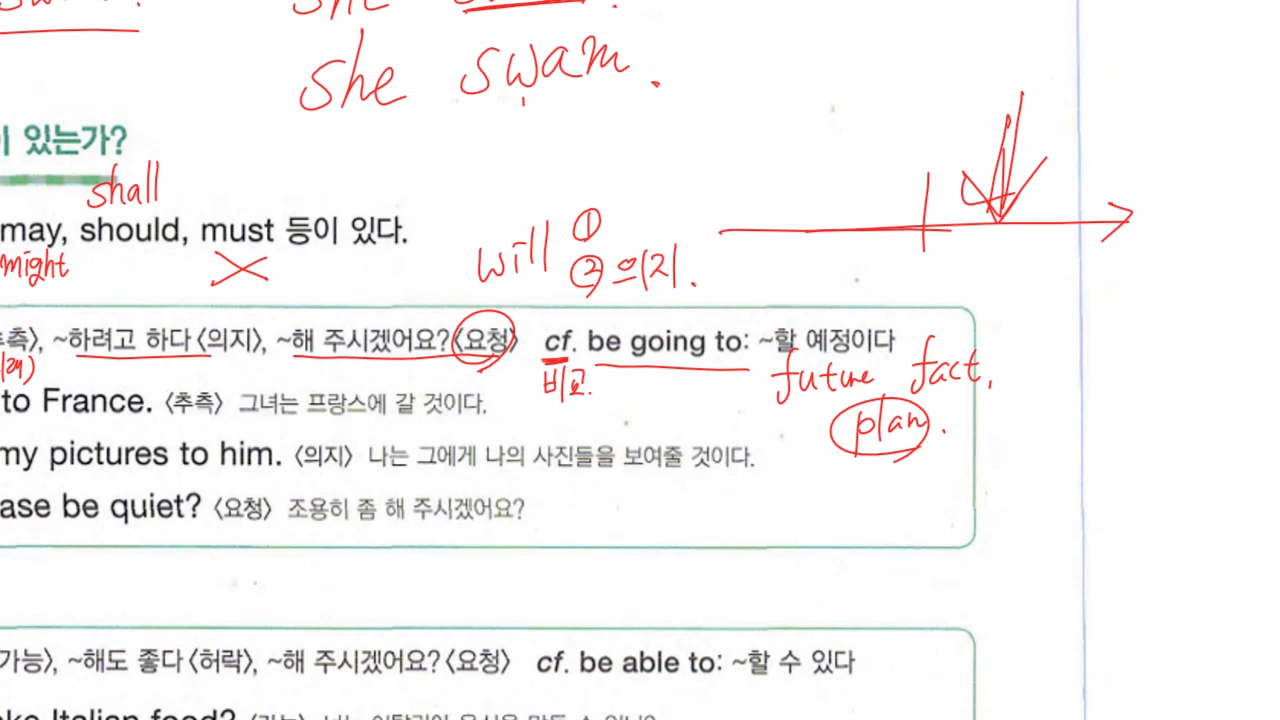 she
she swam.
이 있는가?
shall
may, should, must 등이 있다.
might
will ① 
② 의지.
측〉, ~하려고 하다〈의지〉, ~해 주시겠어요?〈요청〉 cf. be going to: ~할 예정이다
비교.
future fact,
to France. 〈추측〉 그녀는 프랑스에 갈 것이다.
plan.
my pictures to him. 〈의지〉 나는 그에게 나의 사진들을 보여줄 것이다.
ase be quiet? 〈요청〉 조용히 좀 해 주시겠어요?
가능〉, ~해도 좋다〈허락〉, ~해 주시겠어요?〈요청〉 cf. be able to: ~할 수 있다
Italian food?